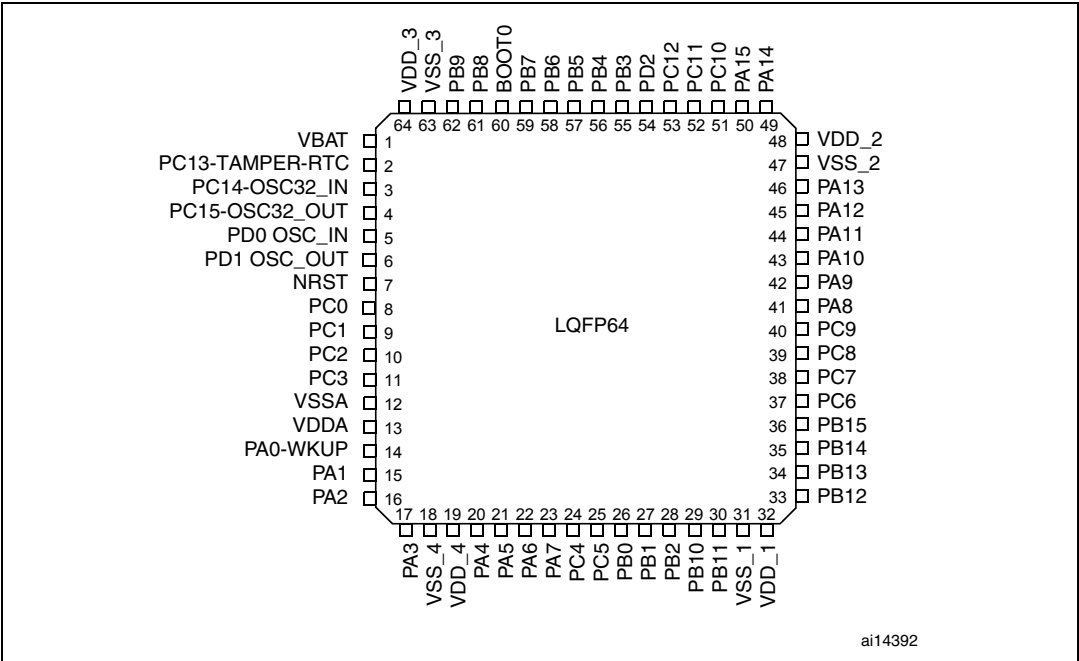 VDD_3 VSS_3 PB9 PB8 BOOT0 PB7 PB6 PB5 PB4 PB3 PD2 PC12 PC11 PC10 PA15 PA14
64 63 62 61 60 59 58 57 56 55 54 53 52 51 50 49
VBAT 1
PC13-TAMPER-RTC 2
PC14-OSC32_IN 3
PC15-OSC32_OUT 4
PD0 OSC_IN 5
PD1 OSC_OUT 6
NRST 7
PC0 8
PC1 9
PC2 10
PC3 11
VSSA 12
VDDA 13
PA0-WKUP 14
PA1 15
PA2 16
LQFP64
48 VDD_2
47 VSS_2
46 PA13
45 PA12
44 PA11
43 PA10
42 PA9
41 PA8
40 PC9
39 PC8
38 PC7
37 PC6
36 PB15
35 PB14
34 PB13
33 PB12
17 18 19 20 21 22 23 24 25 26 27 28 29 30 31 32
PA3 VSS_4 VDD_4 PA4 PA5 PA6 PA7 PC4 PC5 PB0 PB1 PB2 PB10 PB11 VSS_1 VDD_1
ai14392